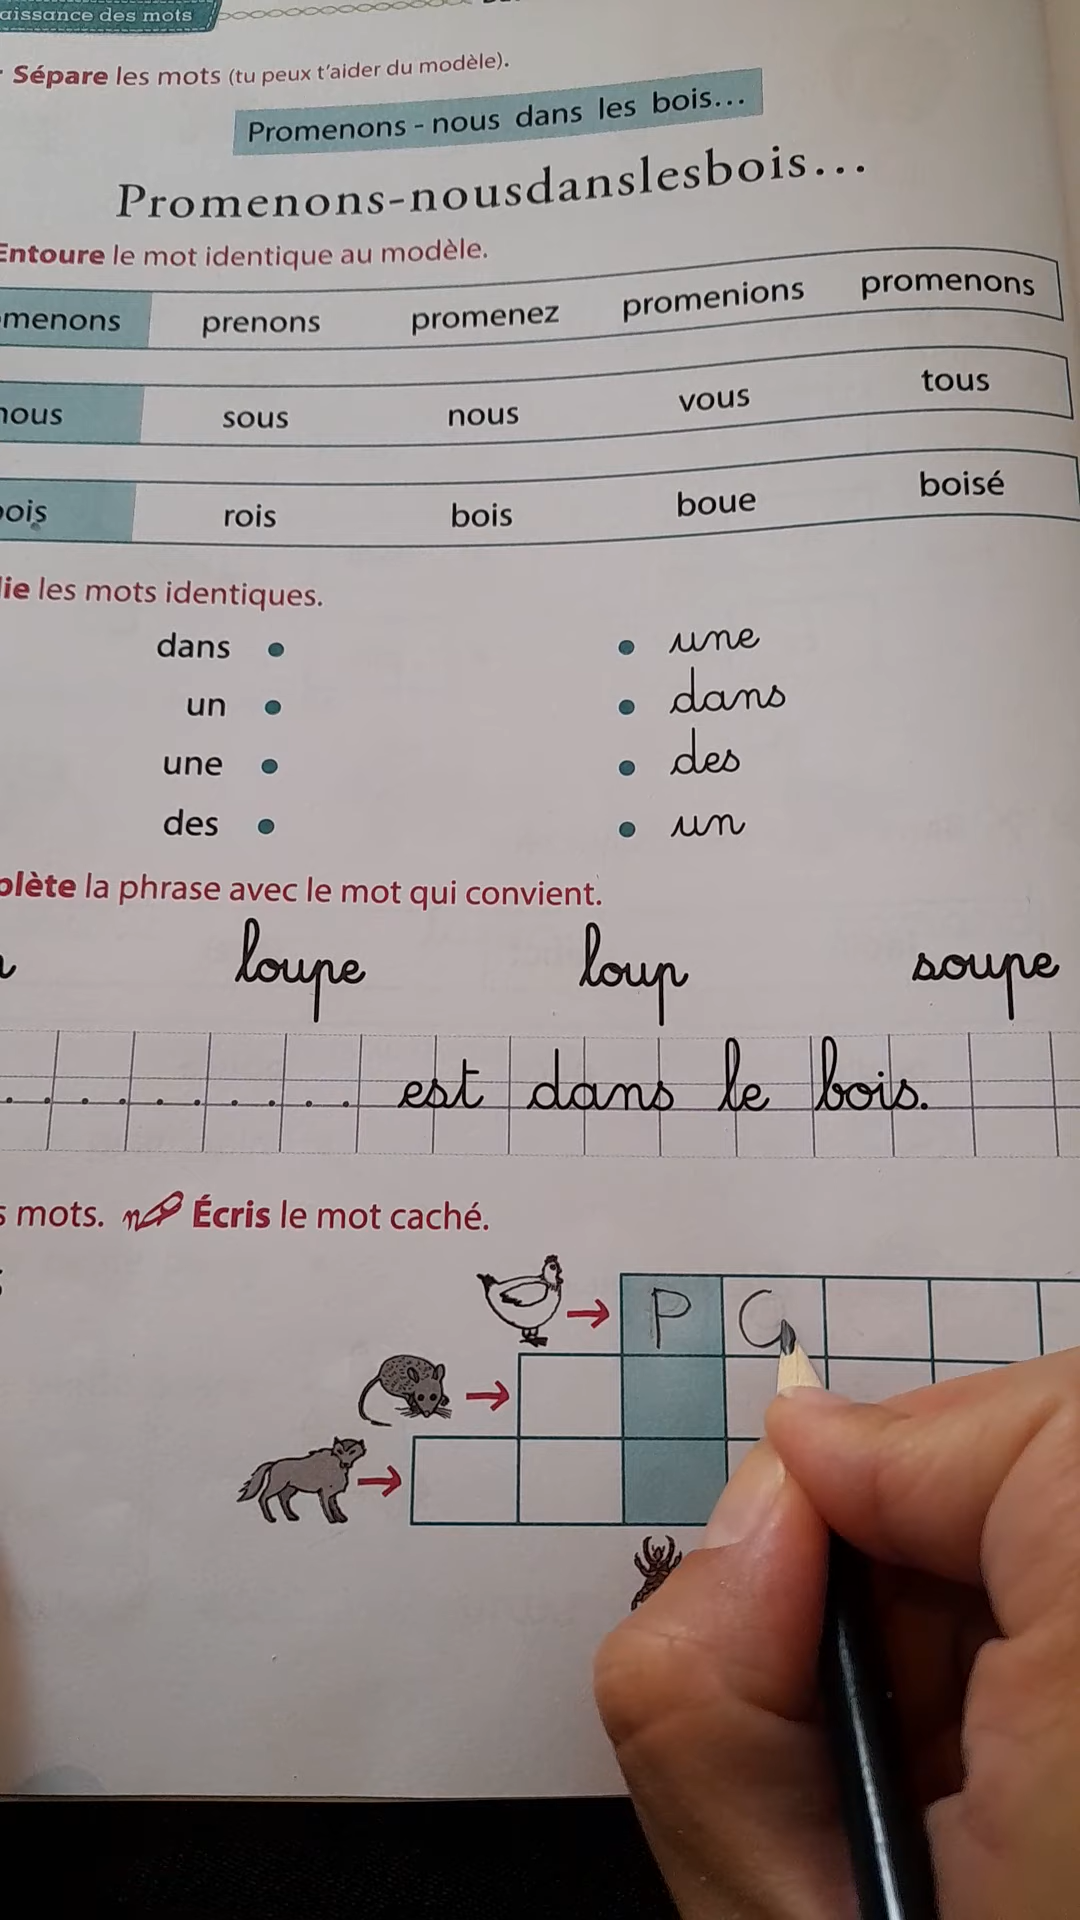 aissance des mots
Sépare les mots (tu peux t'aider du modèle).
Promenons - nous dans les bois...
Promenons-nousdanslesbois...
Entoure le mot identique au modèle.
menons prenons promenez promenions promenons
nous sous nous vous tous
ois rois bois boue boisé
lie les mots identiques.
dans • • une
un • • dans
une • • des
des • • un
plète la phrase avec le mot qui convient.
loupe loup soupe
. . . . . . . . . . est dans le bois.
s mots. Écris le mot caché.
P